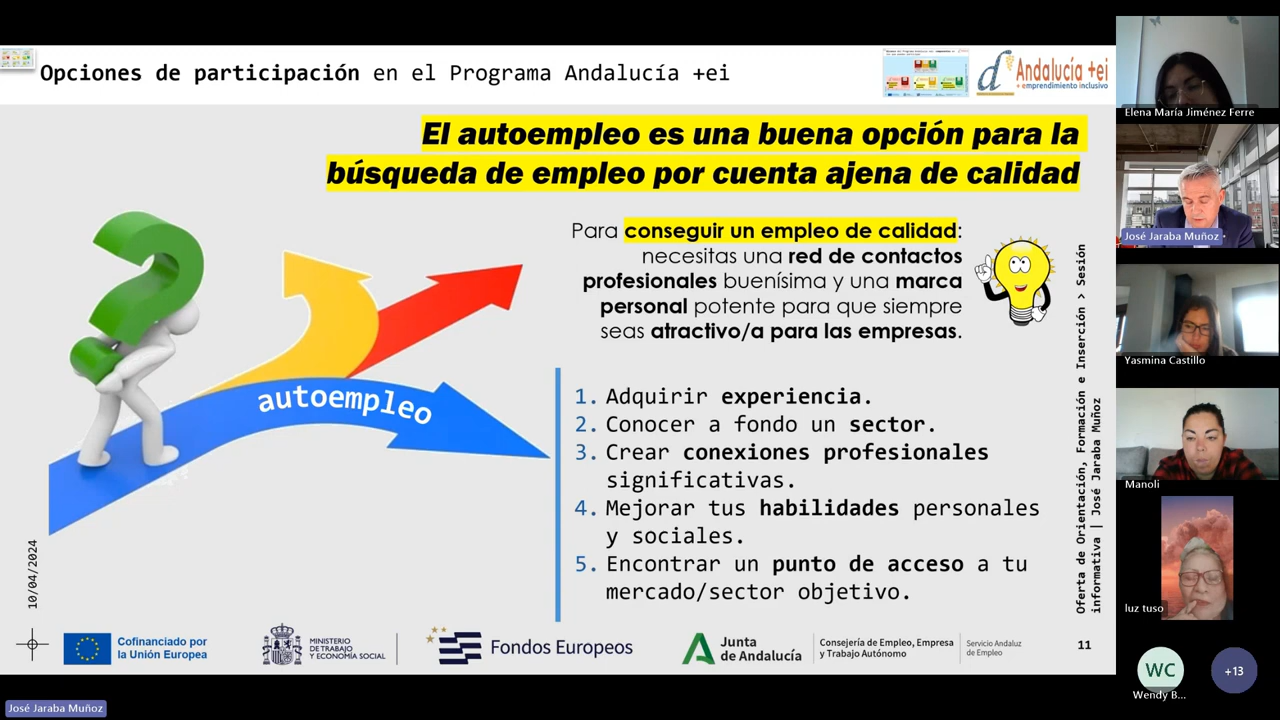 Opciones de participación en el Programa Andalucía +ei
Andalucía +ei
+ emprendimiento inclusivo
El autoempleo es una buena opción para la
búsqueda de empleo por cuenta ajena de calidad
Para conseguir un empleo de calidad:
necesitas una red de contactos
profesionales buenísima y una marca
personal potente para que siempre
seas atractivo/a para las empresas.
autoempleo
1. Adquirir experiencia.
2. Conocer a fondo un sector.
3. Crear conexiones profesionales
significativas.
4. Mejorar tus habilidades personales
y sociales.
5. Encontrar un punto de acceso a tu
mercado/sector objetivo.
10/04/2024
Oferta de Orientación, Formación e Inserción > Sesión
informativa | José Jaraba Muñoz
Cofinanciado por
la Unión Europea
MINISTERIO
DE TRABAJO
Y ECONOMÍA SOCIAL
Fondos Europeos
Junta
de Andalucía
Consejería de Empleo, Empresa
y Trabajo Autónomo
Servicio Andaluz
de Empleo
11
Elena María Jiménez Ferre
José Jaraba Muñoz
Yasmina Castillo
Manoli
luz tuso
WC
Wendy B...
+13
José Jaraba Muñoz